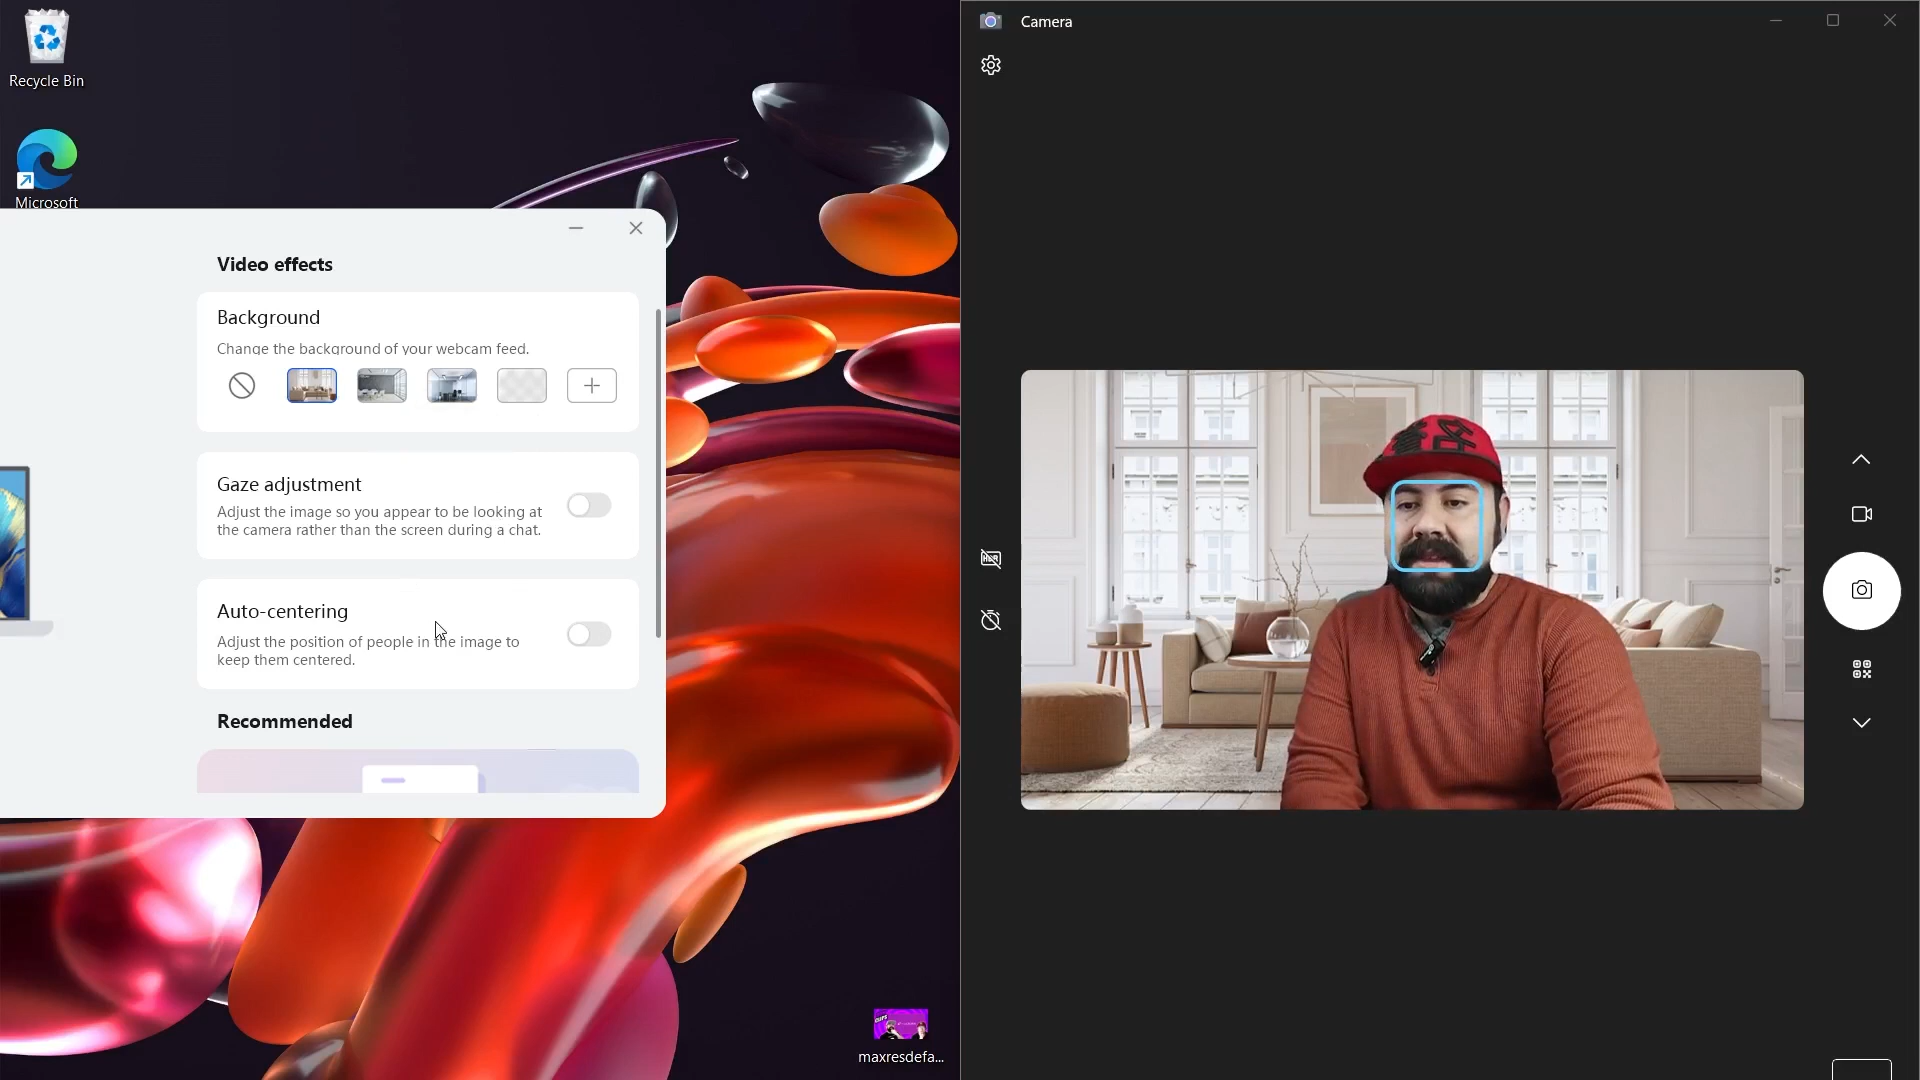 Recycle Bin
Microsoft
Video effects
Background
Change the background of your webcam feed.
Gaze adjustment
Adjust the image so you appear to be looking at
the camera rather than the screen during a chat.
Auto-centering
Adjust the position of people in the image to
keep them centered.
Recommended
maxresdefa...
Camera
HDR